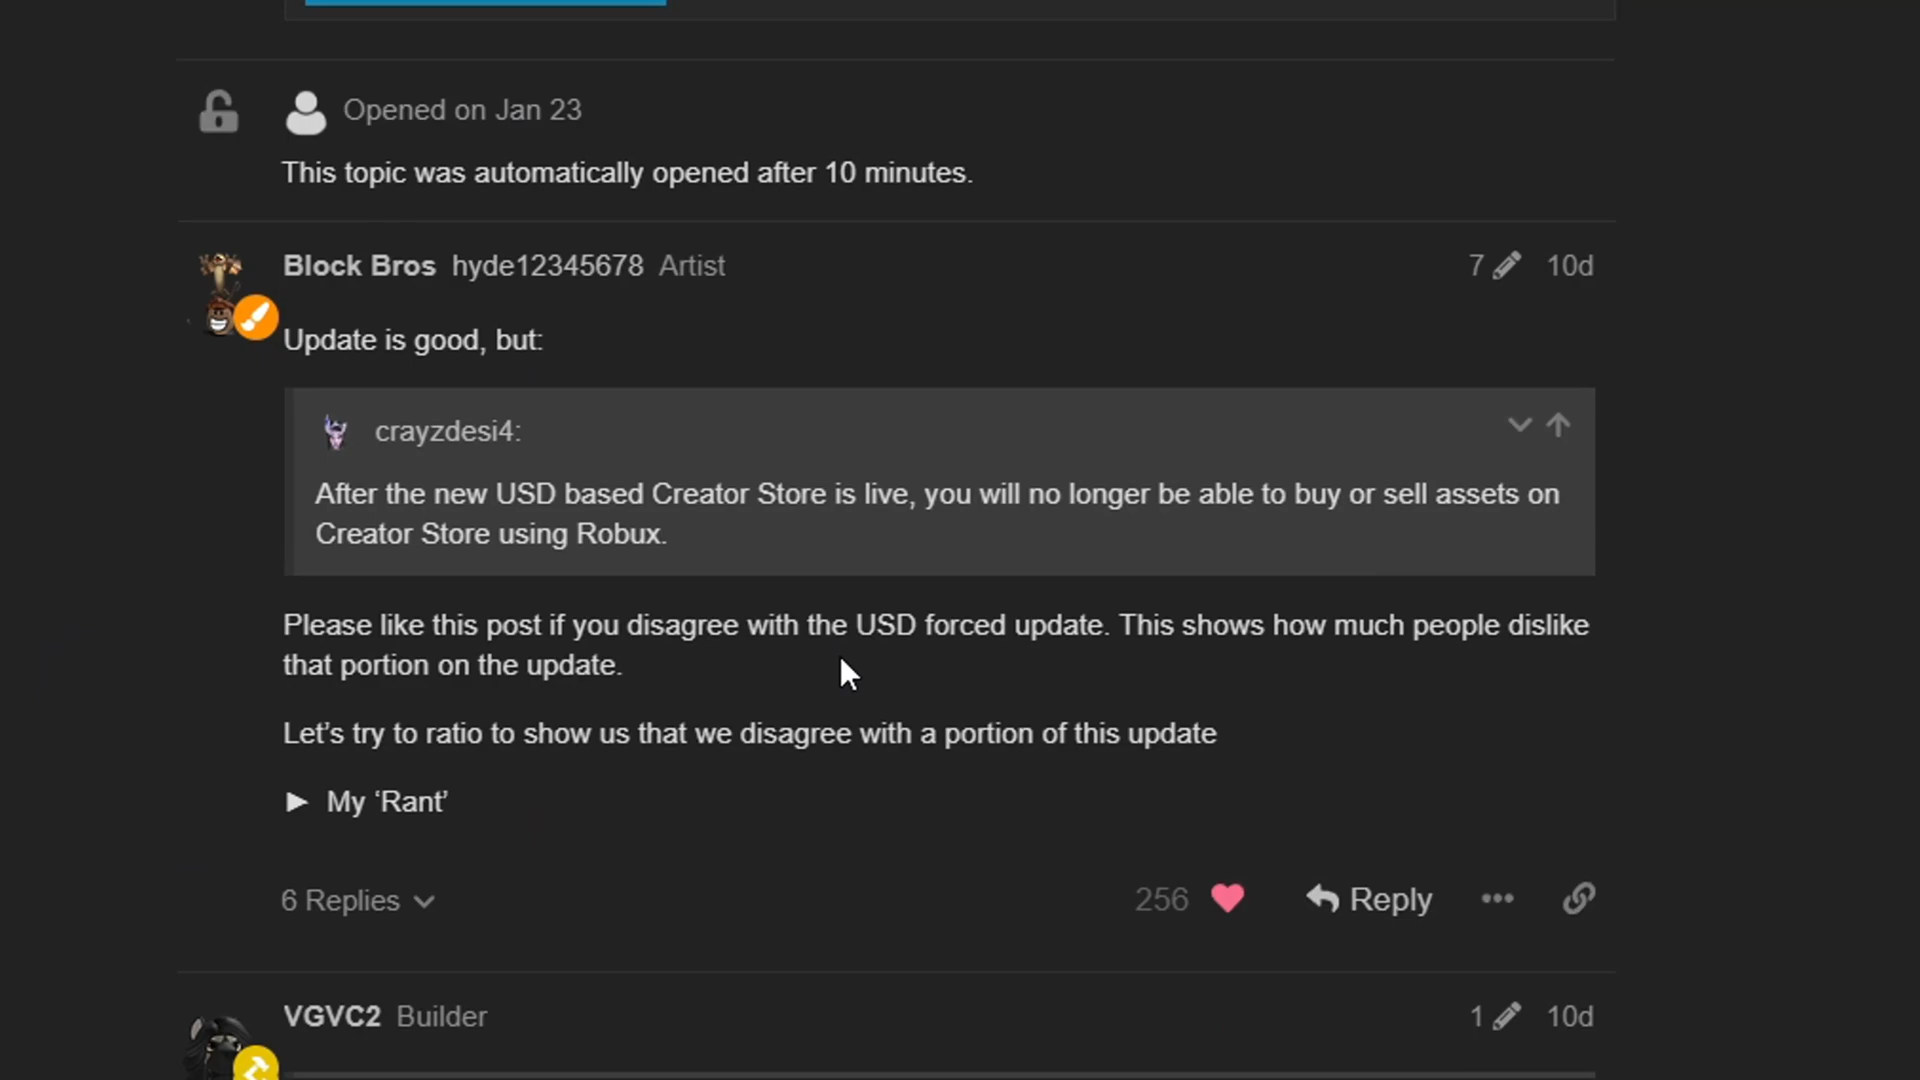 Opened on Jan 23
This topic was automatically opened after 10 minutes.
Block Bros hyde12345678 Artist 7 10d
Update is good, but:
crayzdesi4:
After the new USD based Creator Store is live, you will no longer be able to buy or sell assets on
Creator Store using Robux.
Please like this post if you disagree with the USD forced update. This shows how much people dislike
that portion on the update.
Let’s try to ratio to show us that we disagree with a portion of this update
► My ‘Rant’
6 Replies 256 Reply
VGVC2 Builder 1 10d